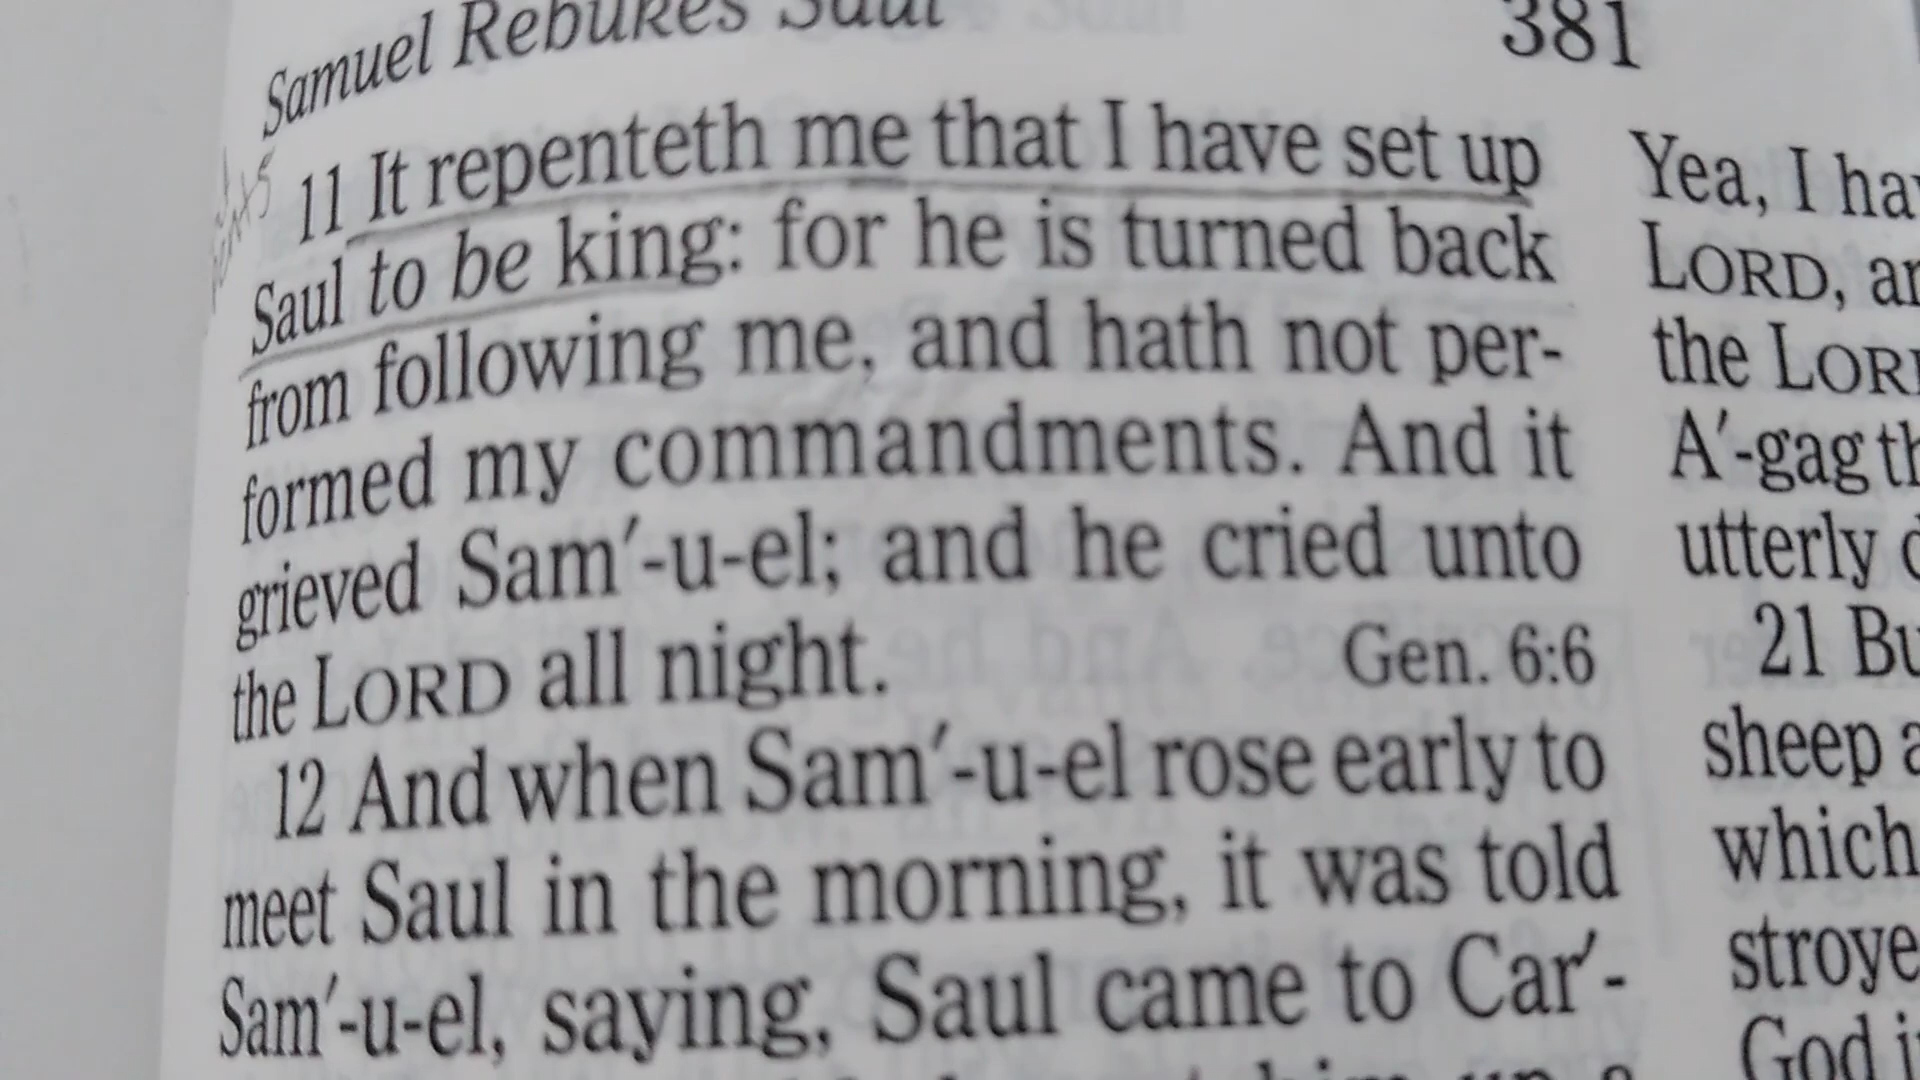 Samuel Rebukes Saul
381
11 It repenteth me that I have set up
Saul to be king: for he is turned back
from following me, and hath not per-
formed my commandments. And it
grieved Sam′-u-el; and he cried unto
the LORD all night.
Gen. 6:6
12 And when Sam′-u-el rose early to
meet Saul in the morning, it was told
Sam′-u-el, saying, Saul came to Car′-
Yea, I
LORD,
the
A′-gag
utterly
21
sheep
which
God